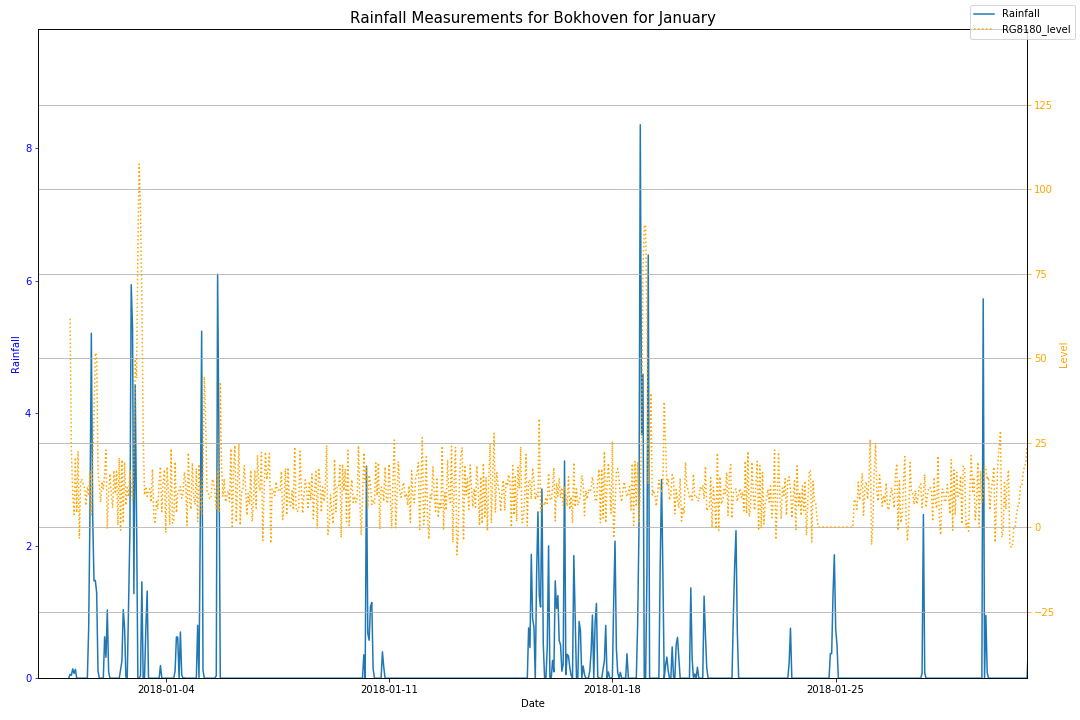 Rainfall Measurements for Bokhoven for January
Rainfall
RG8180_level
8
6
4
2
0
Rainfall
125
100
75
50
25
0
−25
Level
2018-01-04
2018-01-11
2018-01-18
2018-01-25
Date